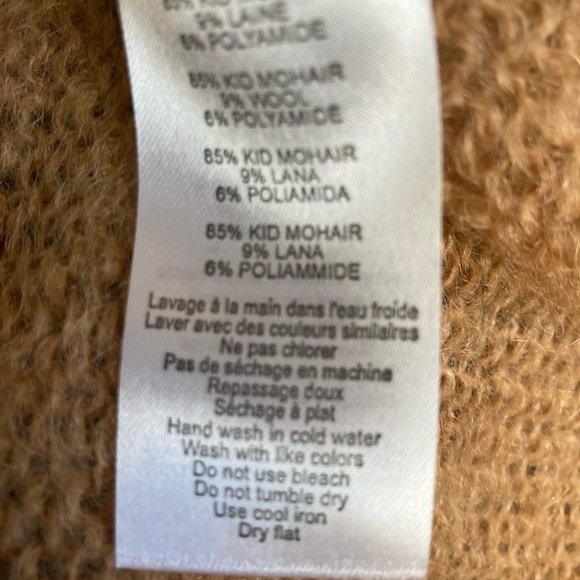 85% KID
9% LAINE
6% POLYAMIDE
85% KID MOHAIR
9% WOOL
6% POLYAMIDE
85% KID MOHAIR
9% LANA
6% POLIAMIDA
85% KID MOHAIR
9% LANA
6% POLIAMMIDE
Lavage à la main dans l'eau froide
Laver avec des couleurs similaires
Ne pas chlorer
Pas de séchage en machine
Repassage doux
Séchage à plat
Hand wash in cold water
Wash with like colors
Do not use bleach
Do not tumble dry
Use cool iron
Dry flat